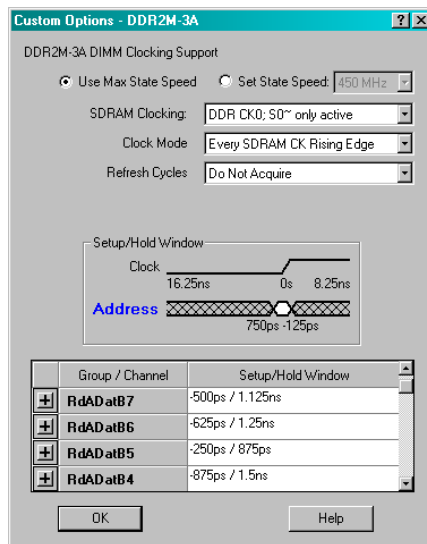 Custom Options - DDR2M-3A
DDR2M-3A DIMM Clocking Support
Use Max State Speed Set State Speed: 450 MHz
SDRAM Clocking: DDR CK0; S0~ only active
Clock Mode Every SDRAM CK Rising Edge
Refresh Cycles Do Not Acquire
Setup/Hold Window
Clock
16.25ns 0s 8.25ns
Address
750ps -125ps
Group / Channel Setup/Hold Window
+ RdADatB7 -500ps / 1.125ns
+ RdADatB6 -625ps / 1.25ns
+ RdADatB5 -250ps / 875ps
+ RdADatB4 -875ps / 1.5ns
OK Help